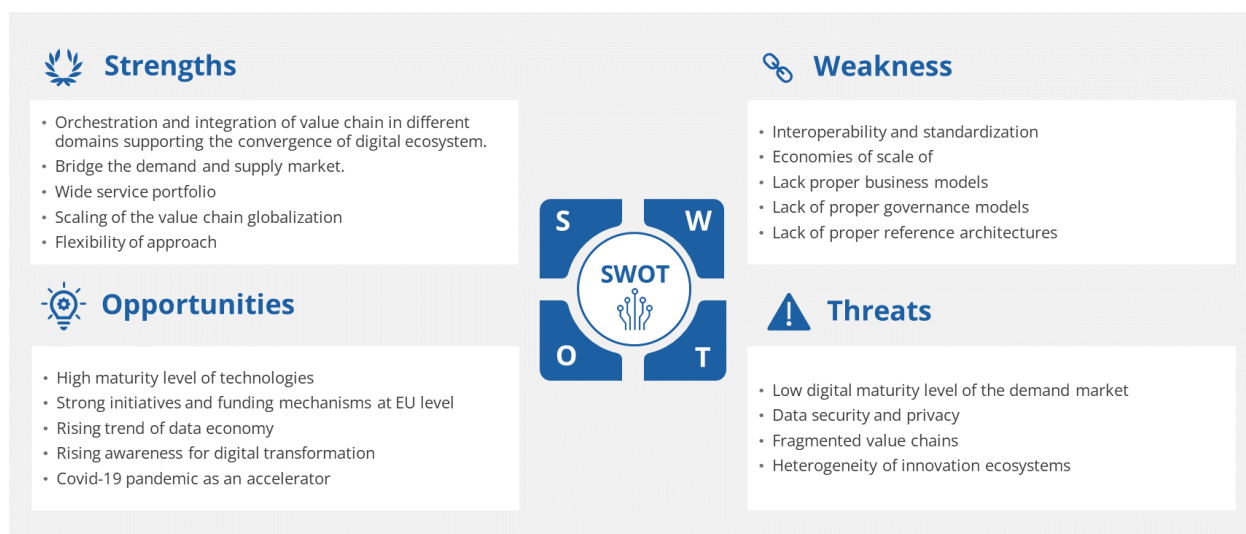 Strengths
• Orchestration and integration of value chain in different
domains supporting the convergence of digital ecosystem.
• Bridge the demand and supply market.
• Wide service portfolio
• Scaling of the value chain globalization
• Flexibility of approach
Weakness
• Interoperability and standardization
• Economies of scale of
• Lack proper business models
• Lack of proper governance models
• Lack of proper reference architectures
S
W
SWOT
O
T
Opportunities
• High maturity level of technologies
• Strong initiatives and funding mechanisms at EU level
• Rising trend of data economy
• Rising awareness for digital transformation
• Covid-19 pandemic as an accelerator
Threats
• Low digital maturity level of the demand market
• Data security and privacy
• Fragmented value chains
• Heterogeneity of innovation ecosystems